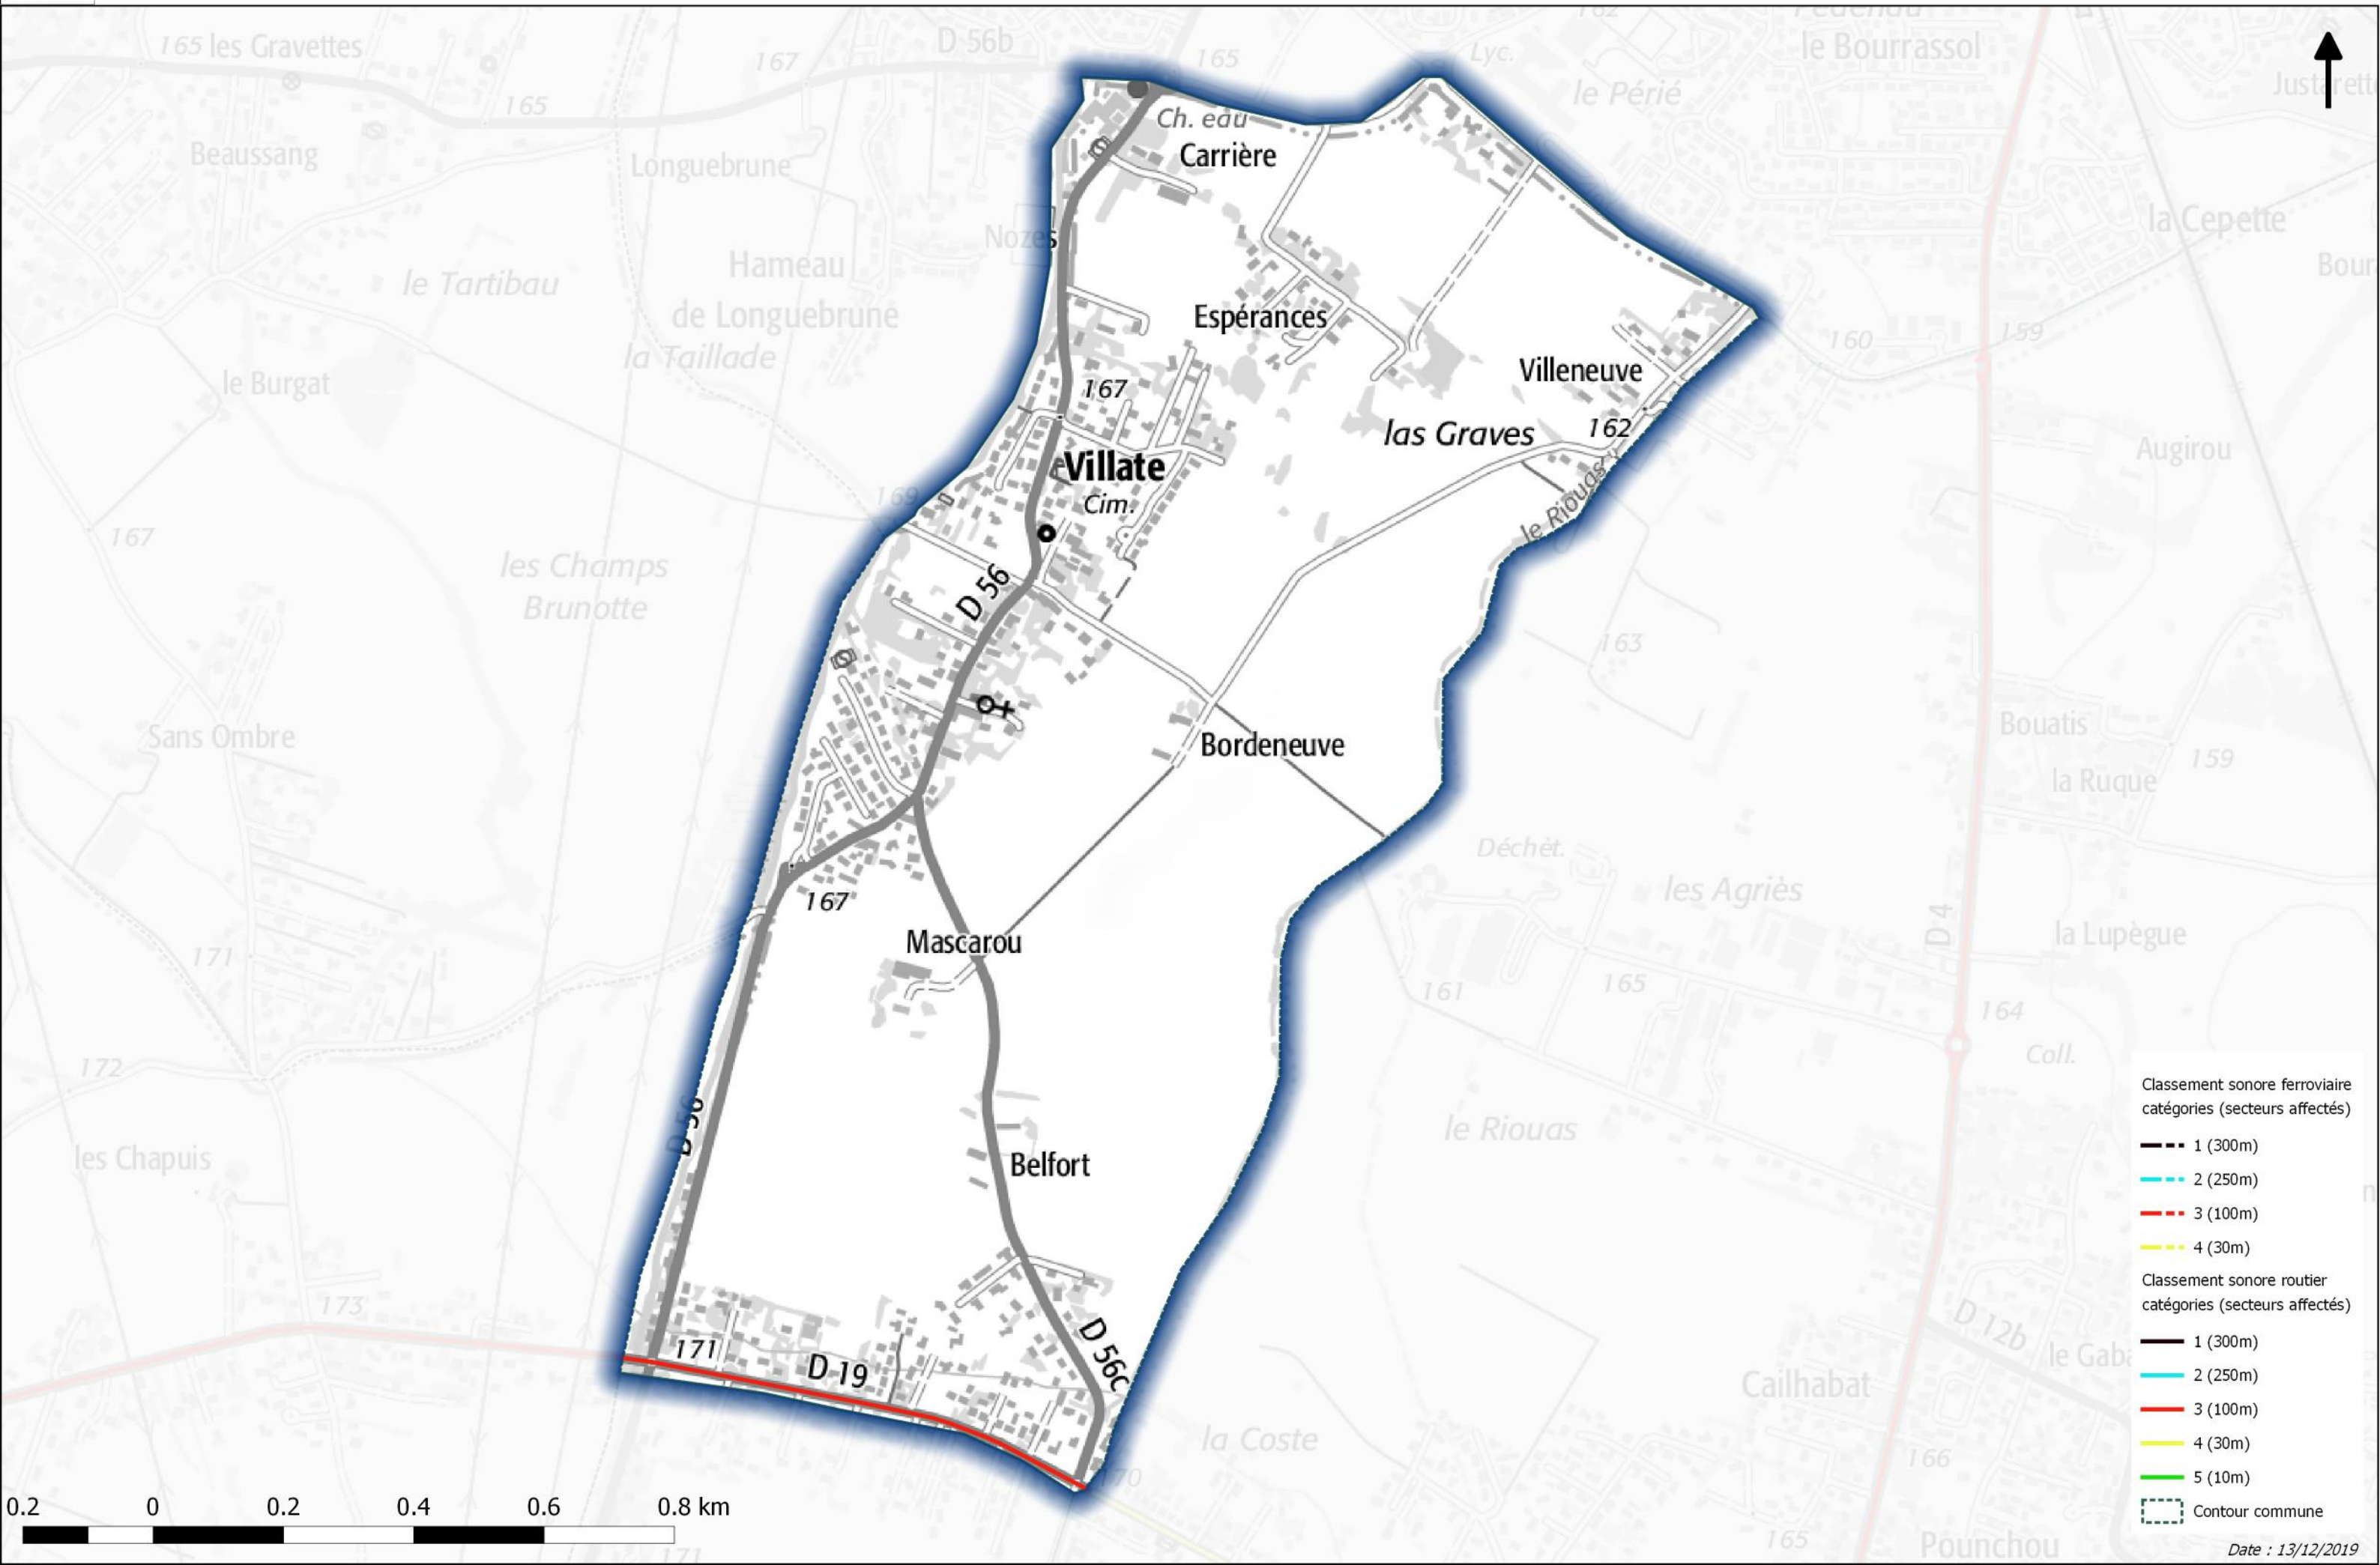 165 les Gravettes
167
D 56b
165
Lyc.
162
le Bourrassol
le Périé
165
Ch. eau
Carrière
Beaussang
Longuebrune
Nozes
la Cepette
Hameau
de Longuebrune
le Tartibau
la Taillade
Espérances
160
159
le Burgat
167
Villeneuve
las Graves
162
Villate
Cim.
Augirou
169
le Riouas
167
les Champs
Brunotte
D 56
163
Sans Ombre
Bordeneuve
Bouatis
159
la Ruque
Déchèt.
les Agriès
167
D 4
la Lupègue
Mascarou
171
161
165
164
Coll.
172
D 56
le Riouas
les Chapuis
Belfort
173
171
D 19
D 56C
D 12b
Cailhabat
la Coste
166
170
165
Pounchou
171
0.2 0 0.2 0.4 0.6 0.8 km
Classement sonore ferroviaire
catégories (secteurs affectés)
1 (300m)
2 (250m)
3 (100m)
4 (30m)
Classement sonore routier
catégories (secteurs affectés)
1 (300m)
2 (250m)
3 (100m)
4 (30m)
5 (10m)
Contour commune
Date : 13/12/2019